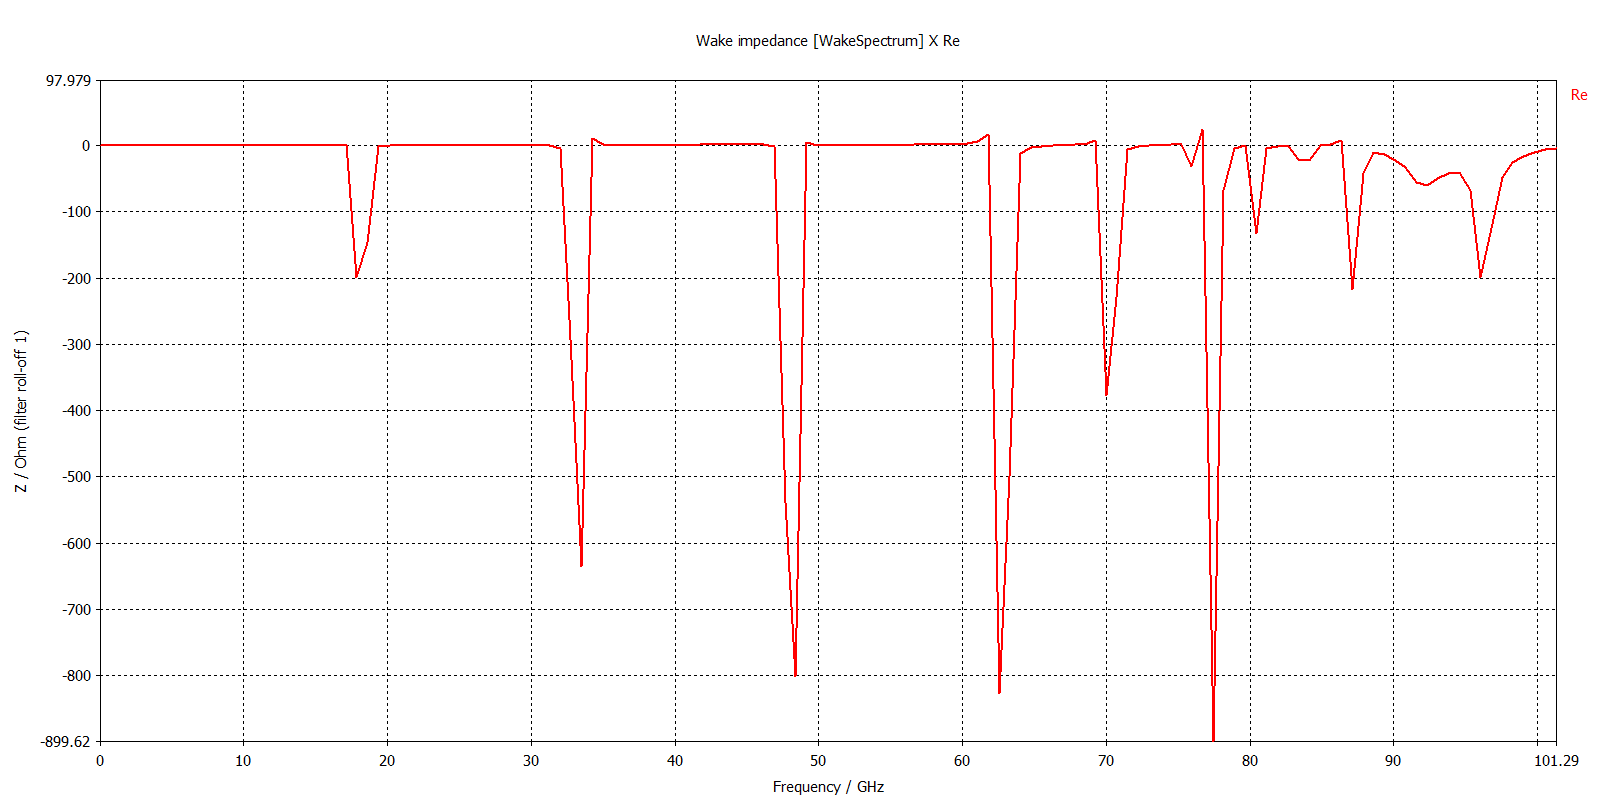 Wake impedance [WakeSpectrum] X Re
97.979
Re
0
-100
-200
-300
-400
-500
-600
-700
-800
-899.62
Z / Ohm (filter roll-off 1)
0 10 20 30 40 50 60 70 80 90 101.29
Frequency / GHz